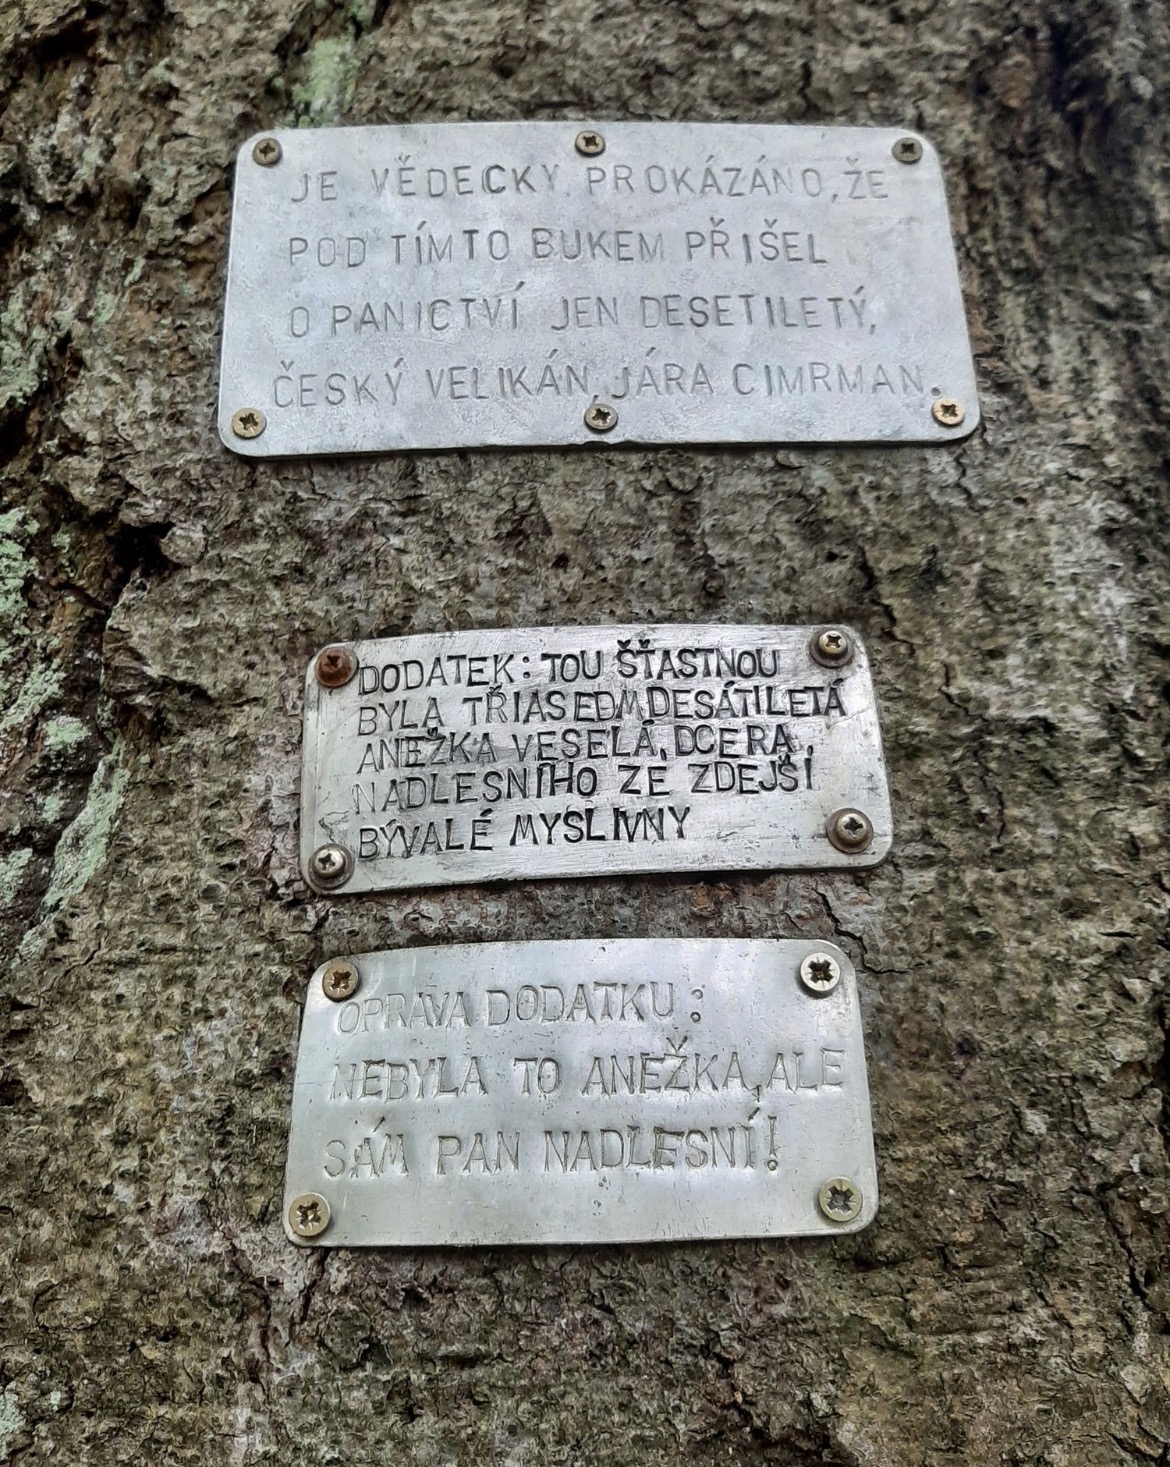 JE VĚDECKY PROKÁZÁNO, ŽE
POD TÍMTO BUKEM PŘIŠEL
O PANICTVÍ JEN DESETILETÝ,
ČESKÝ VELIKÁN, JÁRA CIMRMAN.
DODATEK: TOU ŠŤASTNOU
BYLA TŘIASEDMDESÁTILETÁ
ANEŽKA VESELÁ, DCERA
NADLESNÍHO ZE ZDEJŠÍ
BÝVALÉ MYSLIVNY
OPRAVA DODATKU:
NEBYLA TO ANEŽKA, ALE
SÁM PAN NADLESNÍ!